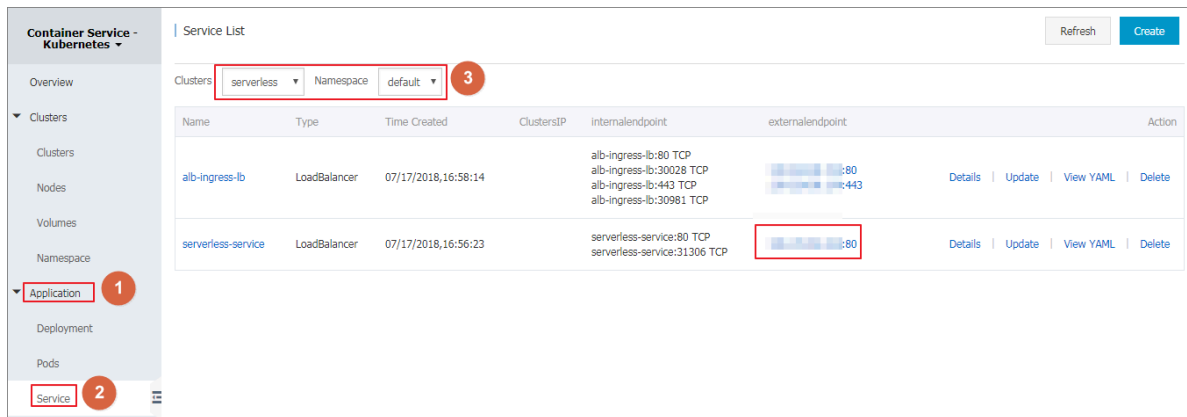 Container Service -
Kubernetes
Overview
Clusters
Clusters
Nodes
Volumes
Namespace
Application
1
Deployment
Pods
Service
2
Service List
Refresh
Create
Clusters
serverless
Namespace
default
3
Name Type Time Created ClustersIP internalendpoint externalendpoint Action
alb-ingress-lb LoadBalancer 07/17/2018,16:58:14
alb-ingress-lb:80 TCP
alb-ingress-lb:30028 TCP
alb-ingress-lb:443 TCP
alb-ingress-lb:30981 TCP
:80
:443
Details | Update | View YAML | Delete
serverless-service LoadBalancer 07/17/2018,16:56:23
serverless-service:80 TCP
serverless-service:31306 TCP
:80
Details | Update | View YAML | Delete